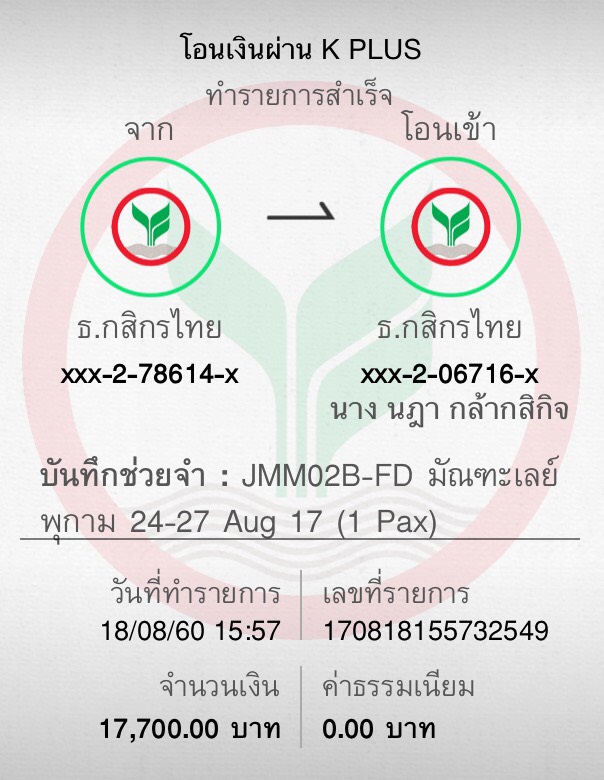 โอนเงินผ่าน K PLUS
ทำรายการสำเร็จ
จาก
โอนเข้า
ธ.กสิกรไทย
ธ.กสิกรไทย
xxx-2-78614-x
xxx-2-06716-x
นาง นฎา กล้ากสิกิจ
บันทึกช่วยจำ : JMM02B-FD มัณฑะเลย์
พุกาม 24-27 Aug 17 (1 Pax)
วันที่ทำรายการ
เลขที่รายการ
18/08/60 15:57
170818155732549
จำนวนเงิน
ค่าธรรมเนียม
17,700.00 บาท
0.00 บาท